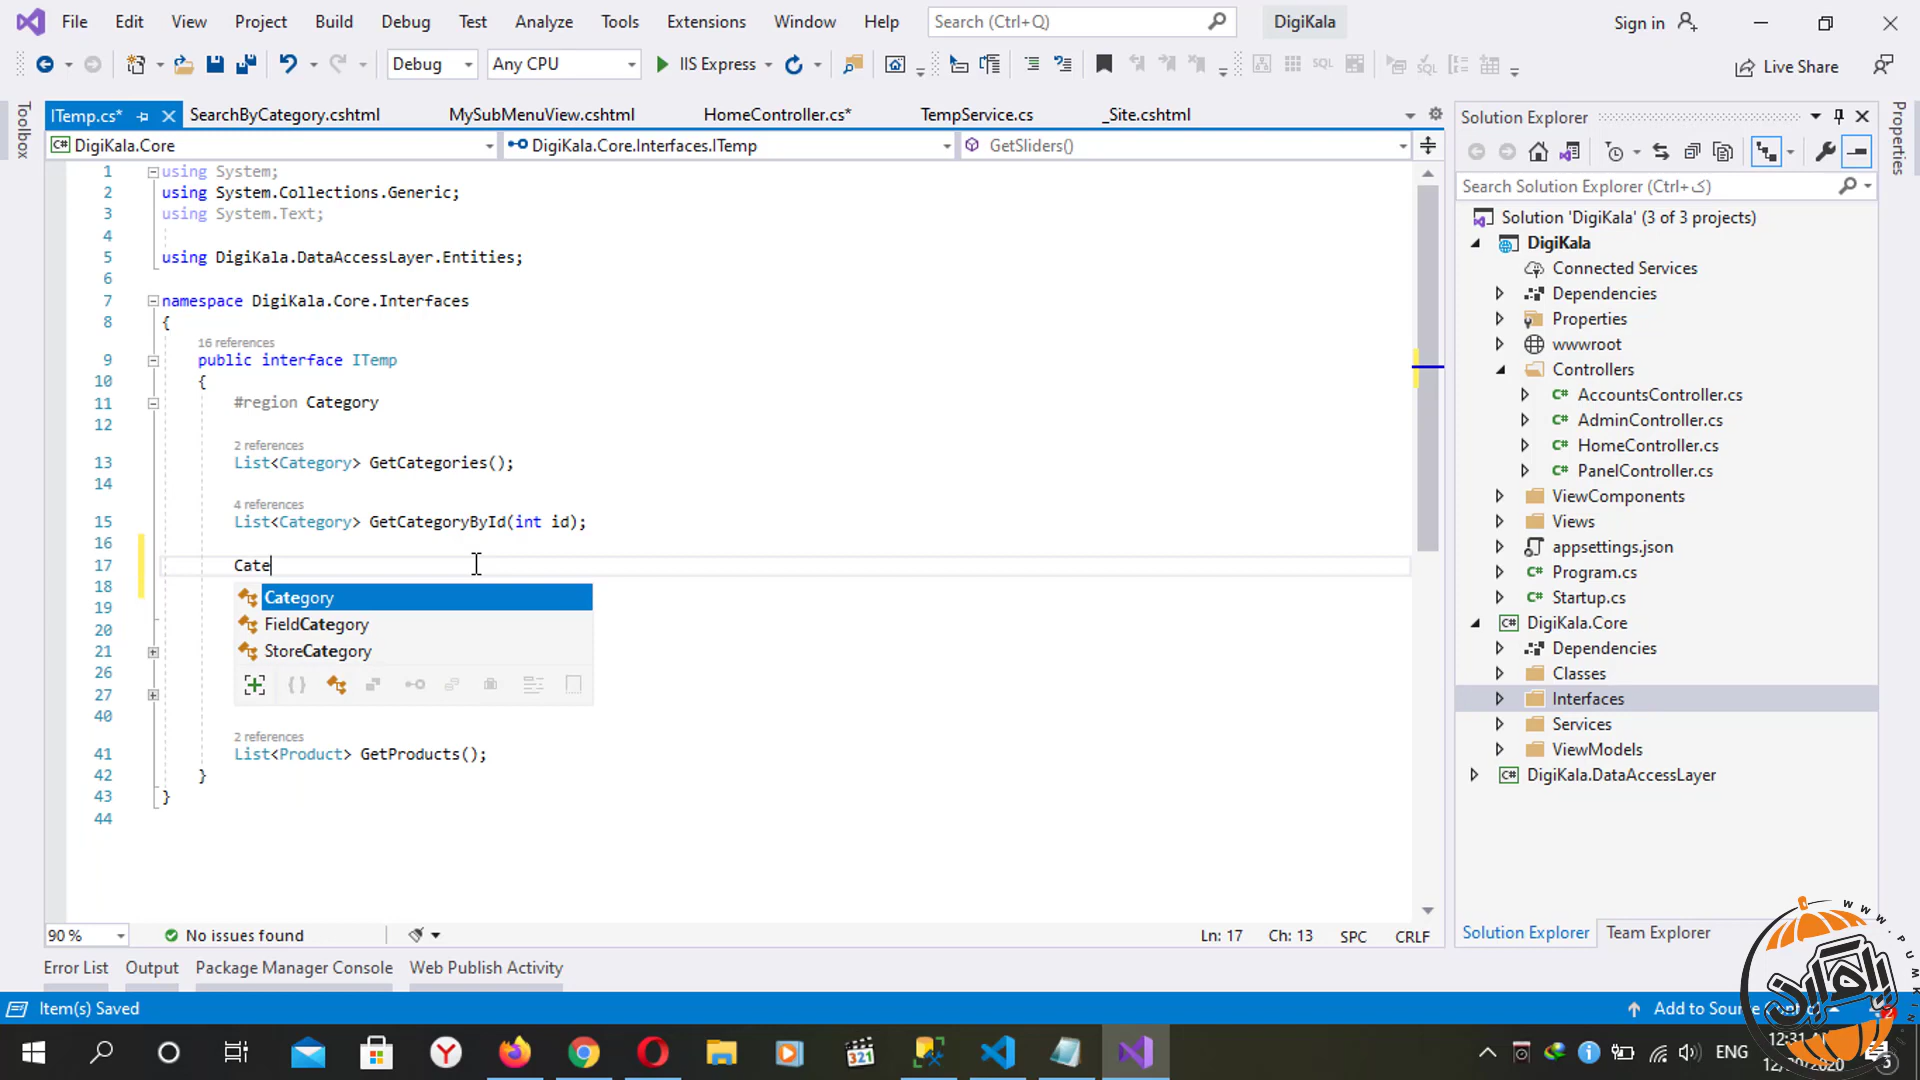 File Edit View Project Build Debug Test Analyze Tools Extensions Window Help Search (Ctrl+Q) DigiKala Sign in
Debug Any CPU IIS Express Live Share
Toolbox
ITemp.cs* SearchByCategory.cshtml MySubMenuView.cshtml HomeController.cs* TempService.cs _Site.cshtml
DigiKala.Core DigiKala.Core.Interfaces.ITemp GetSliders()
1 using System;
2 using System.Collections.Generic;
3 using System.Text;
4
5 using DigiKala.DataAccessLayer.Entities;
6
7 namespace DigiKala.Core.Interfaces
8 {
16 references
9 public interface ITemp
10 {
11 #region Category
12
2 references
13 List<Category> GetCategories();
14
4 references
15 List<Category> GetCategoryById(int id);
16
17 Cate
18
Category
19
FieldCategory
20
21
StoreCategory
26
27
40
2 references
41 List<Product> GetProducts();
42 }
43 }
44
90 % No issues found Ln: 17 Ch: 13 SPC CRLF
Solution Explorer
Search Solution Explorer (Ctrl+ک)
Solution 'DigiKala' (3 of 3 projects)
DigiKala
Connected Services
Dependencies
Properties
wwwroot
Controllers
AccountsController.cs
AdminController.cs
HomeController.cs
PanelController.cs
ViewComponents
Views
appsettings.json
Program.cs
Startup.cs
DigiKala.Core
Dependencies
Classes
Interfaces
Services
ViewModels
DigiKala.DataAccessLayer
Solution Explorer Team Explorer
Properties
Error List Output Package Manager Console Web Publish Activity
Item(s) Saved Add to Source
321 ENG